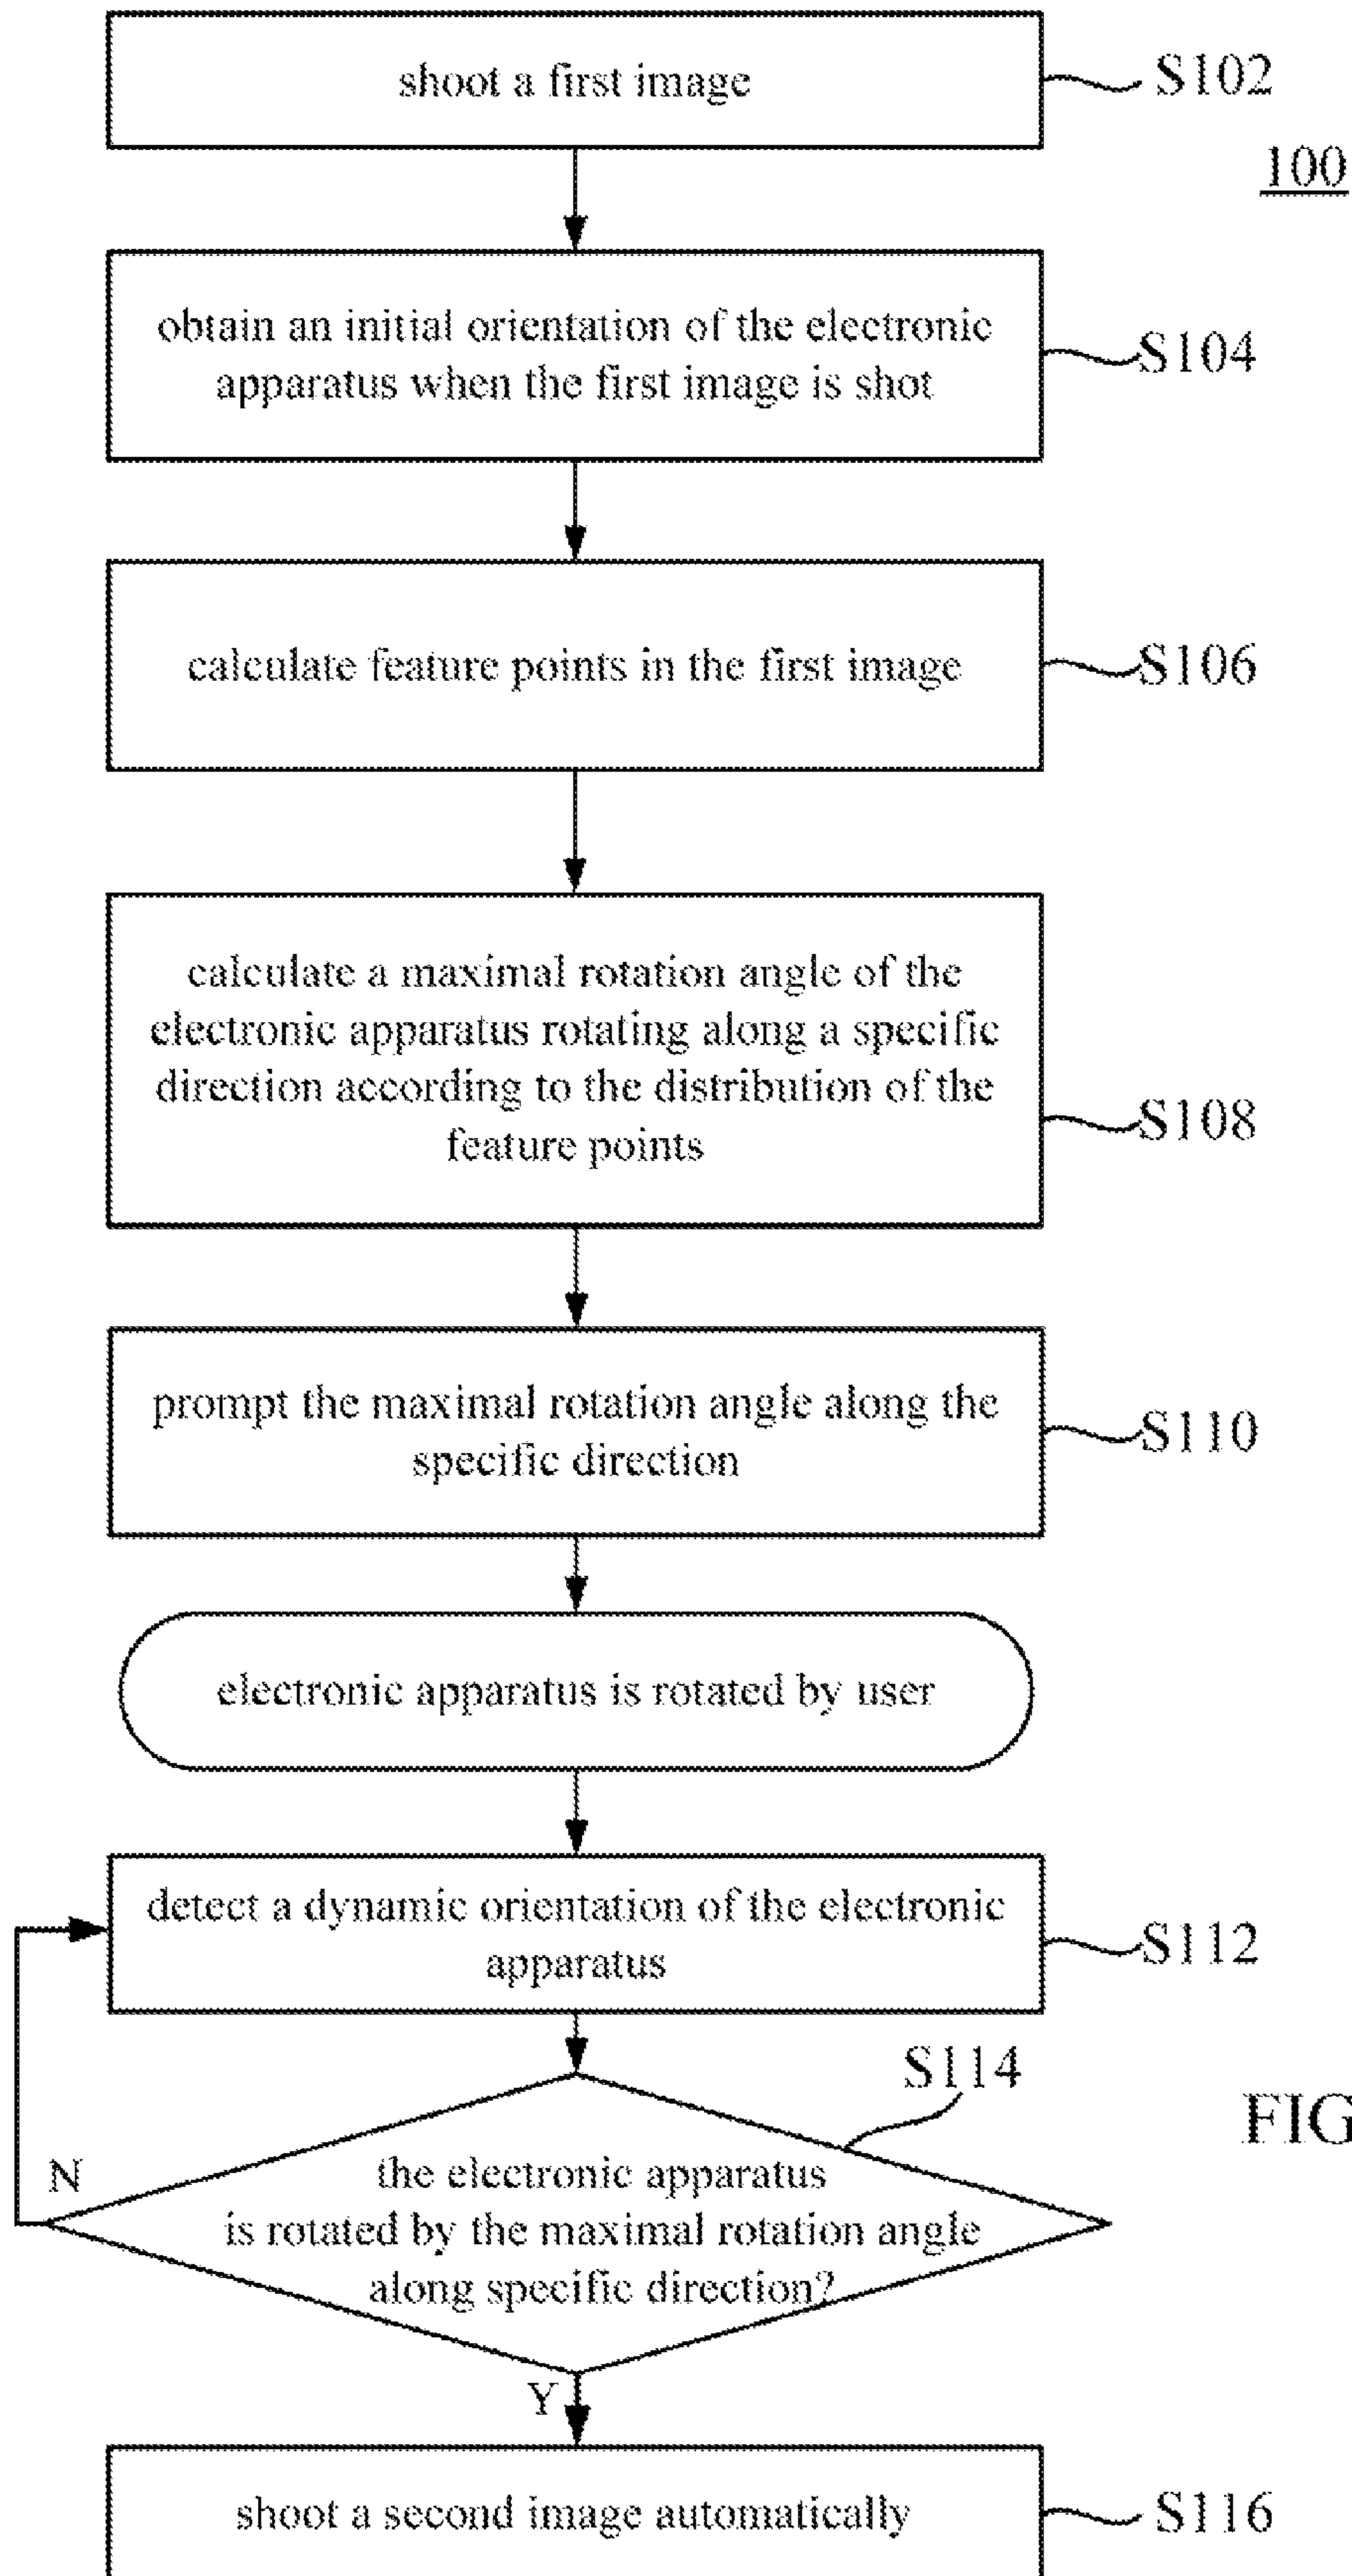 shoot a first image
S102
100
obtain an initial orientation of the electronic
apparatus when the first image is shot
S104
calculate feature points in the first image
S106
calculate a maximal rotation angle of the
electronic apparatus rotating along a specific
direction according to the distribution of the
feature points
S108
prompt the maximal rotation angle along the
specific direction
S110
electronic apparatus is rotated by user
detect a dynamic orientation of the electronic
apparatus
S112
S114
FIG
N
the electronic apparatus
is rotated by the maximal rotation angle
along specific direction?
Y
shoot a second image automatically
S116